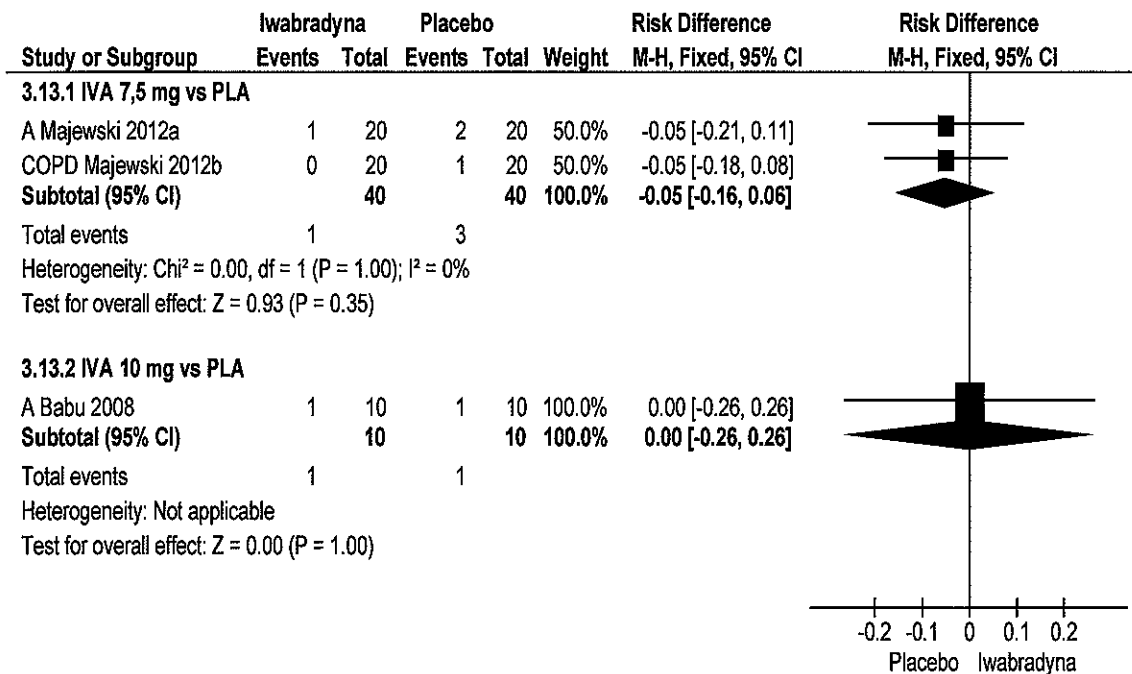 Iwabradyna Placebo Risk Difference Risk Difference
Study or Subgroup Events Total Events Total Weight M-H, Fixed, 95% CI M-H, Fixed, 95% CI
3.13.1 IVA 7,5 mg vs PLA
A Majewski 2012a 1 20 2 20 50.0% -0.05 [-0.21, 0.11]
COPD Majewski 2012b 0 20 1 20 50.0% -0.05 [-0.18, 0.08]
Subtotal (95% CI) 40 40 100.0% -0.05 [-0.16, 0.06]
Total events 1 3
Heterogeneity: Chi² = 0.00, df = 1 (P = 1.00); I² = 0%
Test for overall effect: Z = 0.93 (P = 0.35)
3.13.2 IVA 10 mg vs PLA
A Babu 2008 1 10 1 10 100.0% 0.00 [-0.26, 0.26]
Subtotal (95% CI) 10 10 100.0% 0.00 [-0.26, 0.26]
Total events 1 1
Heterogeneity: Not applicable
Test for overall effect: Z = 0.00 (P = 1.00)
-0.2 -0.1 0 0.1 0.2
Placebo Iwabradyna